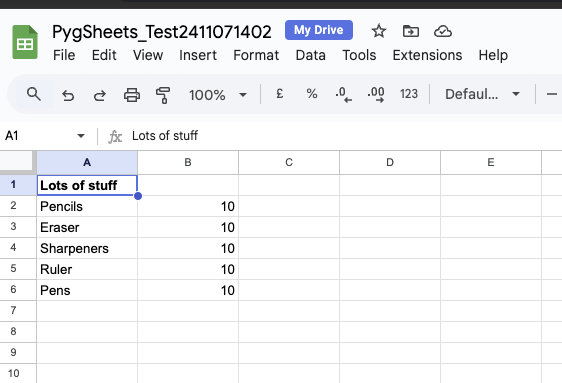 PygSheets_Test2411071402 My Drive
File Edit View Insert Format Data Tools Extensions Help
100% £ % .0 .00 123 Defaul...
A1 fx Lots of stuff
A B C D E
1 Lots of stuff
2 Pencils 10
3 Eraser 10
4 Sharpeners 10
5 Ruler 10
6 Pens 10
7
8
9
10